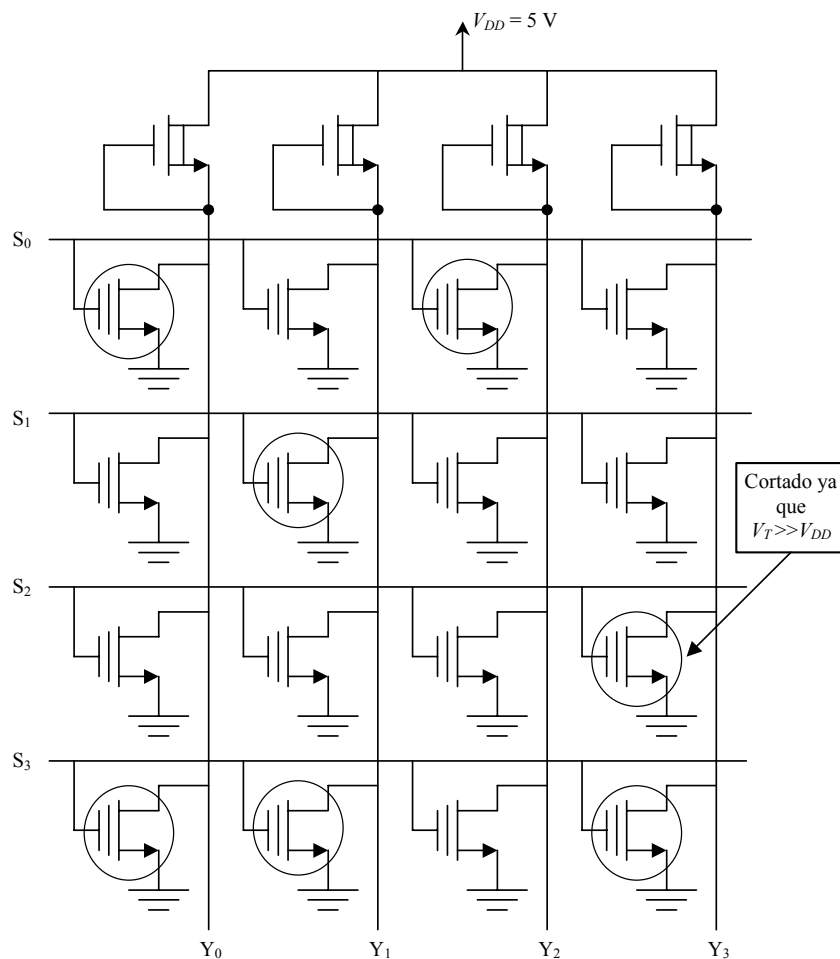 V_DD = 5 V
S₀
S₁
Cortado ya
que
V_T>>V_DD
S₂
S₃
Y₀ Y₁ Y₂ Y₃